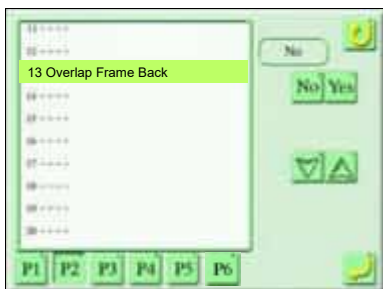 11 -----
12 -----
13 Overlap Frame Back
14 -----
15 -----
16 -----
17 -----
18 -----
19 -----
20 -----
No
No Yes
P1 P2 P3 P4 P5 P6